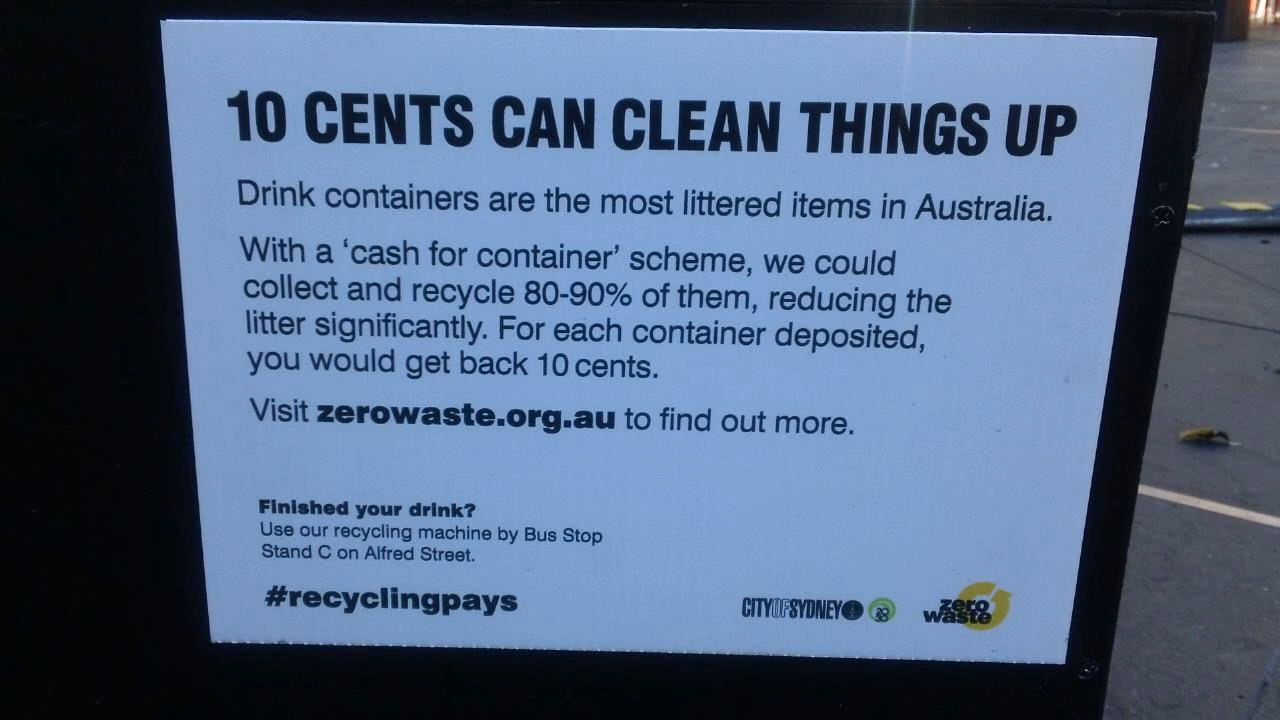 10 CENTS CAN CLEAN THINGS UP
Drink containers are the most littered items in Australia.
With a ‘cash for container’ scheme, we could
collect and recycle 80-90% of them, reducing the
litter significantly. For each container deposited,
you would get back 10 cents.
Visit zerowaste.org.au to find out more.
Finished your drink?
Use our recycling machine by Bus Stop
Stand C on Alfred Street.
#recyclingpays
CITYOFSYDNEY
20
30
zero
waste